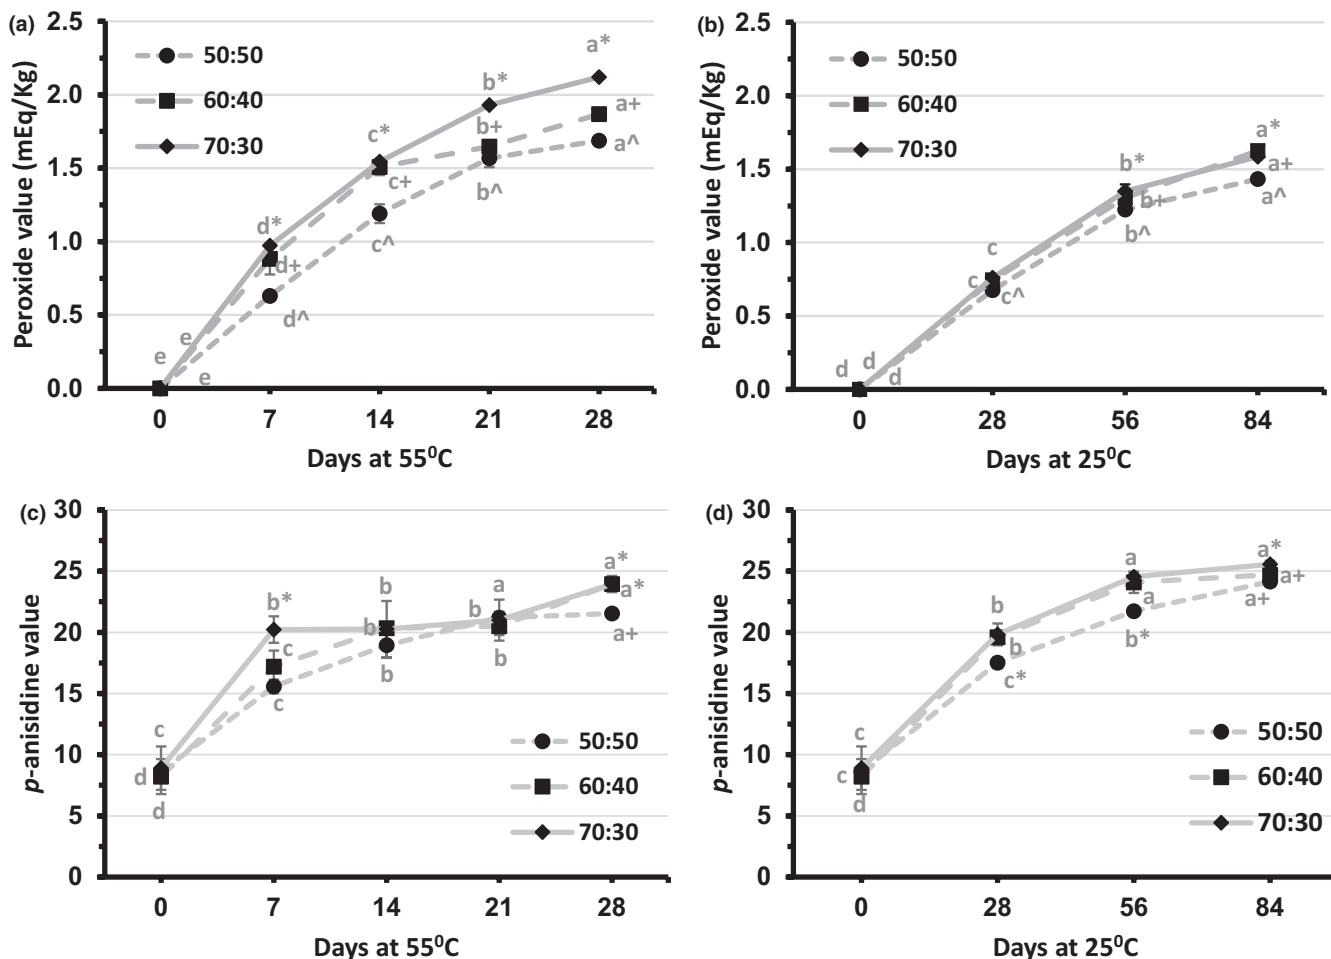 (a)
Peroxide value (mEq/Kg)
2.5
2.0
1.5
1.0
0.5
0.0
50:50
60:40
70:30
e
e
e
d*
d+
d^
c*
c+
c^
b*
b+
b^
a*
a+
a^
0 7 14 21 28
Days at 55⁰C
(b)
Peroxide value (mEq/Kg)
2.5
2.0
1.5
1.0
0.5
0.0
50:50
60:40
70:30
d
d
d
c
c
c^
b*
b+
b^
a*
a+
a^
0 28 56 84
Days at 25⁰C
(c)
p-anisidine value
30
25
20
15
10
5
0
c
d
d
b*
c
c
b
b
b
a
b
b
a*
a*
a+
50:50
60:40
70:30
0 7 14 21 28
Days at 55⁰C
(d)
p-anisidine value
30
25
20
15
10
5
0
c
c
d
b
b
c*
a
a
b*
a*
a+
a+
50:50
60:40
70:30
0 28 56 84
Days at 25⁰C